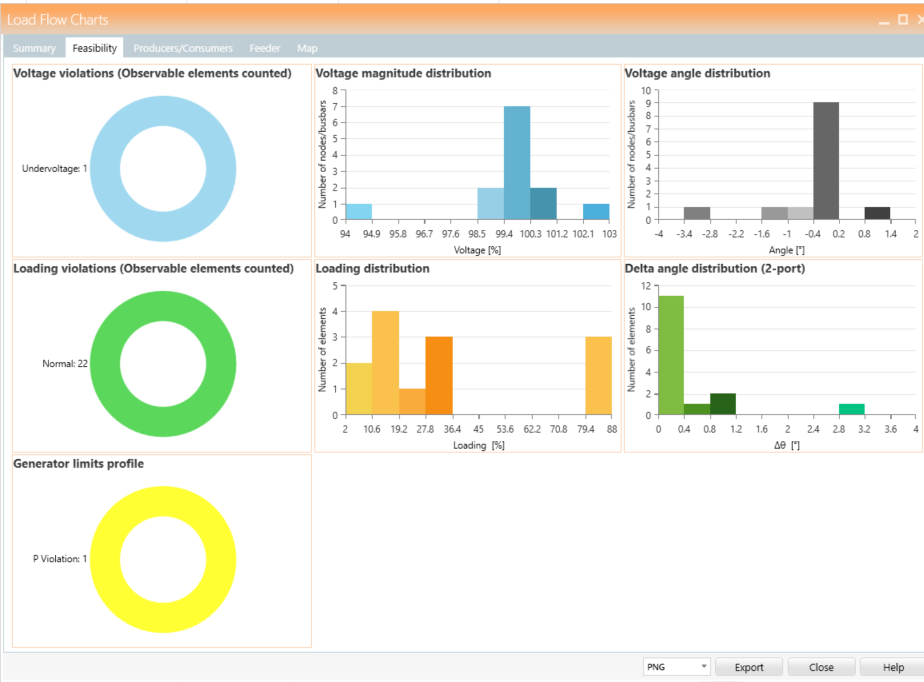 Load Flow Charts
Summary Feasibility Producers/Consumers Feeder Map
Voltage violations (Observable elements counted)
Undervoltage: 1
Voltage magnitude distribution
Number of nodes/busbars
8
7
6
5
4
3
2
1
0
94 94.9 95.8 96.7 97.6 98.5 99.4 100.3 101.2 102.1 103
Voltage [%]
Voltage angle distribution
Number of nodes/busbars
10
9
8
7
6
5
4
3
2
1
0
-4 -3.4 -2.8 -2.2 -1.6 -1 -0.4 0.2 0.8 1.4 2
Angle [°]
Loading violations (Observable elements counted)
Normal: 22
Loading distribution
Number of elements
5
4
3
2
1
0
2 10.6 19.2 27.8 36.4 45 53.6 62.2 70.8 79.4 88
Loading [%]
Delta angle distribution (2-port)
Number of elements
12
10
8
6
4
2
0
0 0.4 0.8 1.2 1.6 2 2.4 2.8 3.2 3.6 4
Δθ [°]
Generator limits profile
P Violation: 1
PNG Export Close Help